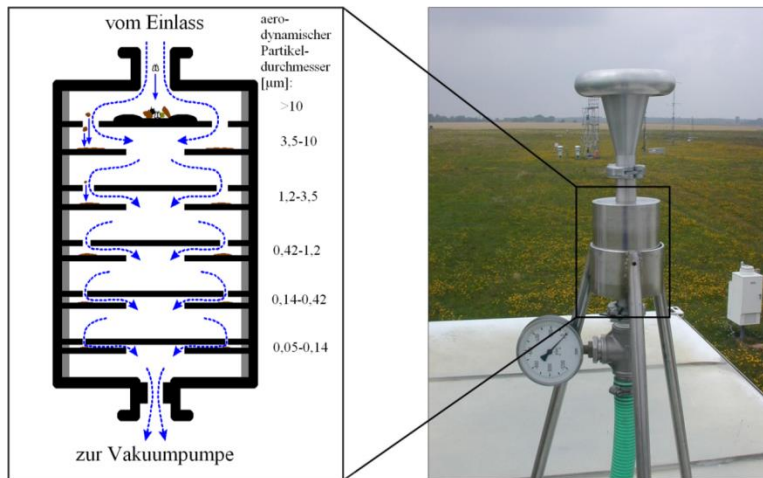 vom Einlass
aero-
dynamischer
Partikel-
durchmesser
[µm]:
>10
3,5-10
1,2-3,5
0,42-1,2
0,14-0,42
0,05-0,14
zur Vakuumpumpe